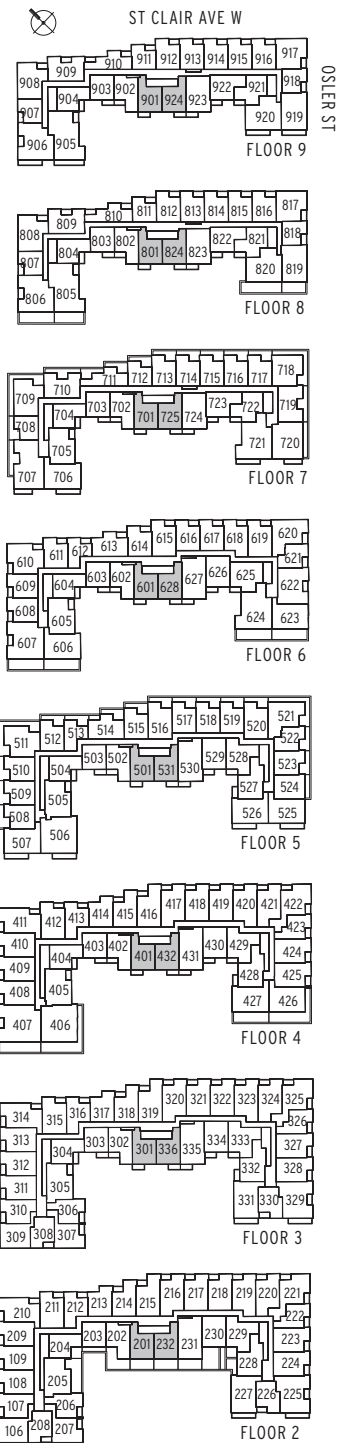 ST CLAIR AVE W
OSLER ST
908 909 910 911 912 913 914 915 916 917
907 904 903 902 901 924 923 922 921 918
906 905 920 919
FLOOR 9
808 809 810 811 812 813 814 815 816 817
807 804 803 802 801 824 823 822 821 818
806 805 820 819
FLOOR 8
709 710 711 712 713 714 715 716 717 718
708 704 703 702 701 725 724 723 722 719
707 705 706 721 720
FLOOR 7
610 611 612 613 614 615 616 617 618 619 620
609 604 603 602 601 628 627 626 625 621
608 605 622
607 606 624 623
FLOOR 6
511 512 513 514 515 516 517 518 519 520 521
510 504 503 502 501 531 530 529 528 522
509 505 527 523
508 524
507 506 526 525
FLOOR 5
411 412 413 414 415 416 417 418 419 420 421 422
410 404 403 402 401 432 431 430 429 423
409 405 428 424
408 425
407 406 427 426
FLOOR 4
314 315 316 317 318 319 320 321 322 323 324 325
313 304 303 302 301 336 335 334 333 326
312 305 332 327
311 306 328
310
309 308 307 331 330 329
FLOOR 3
210 211 212 213 214 215 216 217 218 219 220 221
209 204 203 202 201 232 231 230 229 222
109 205 228 223
108 206 224
107
106 208 207 227 226 225
FLOOR 2